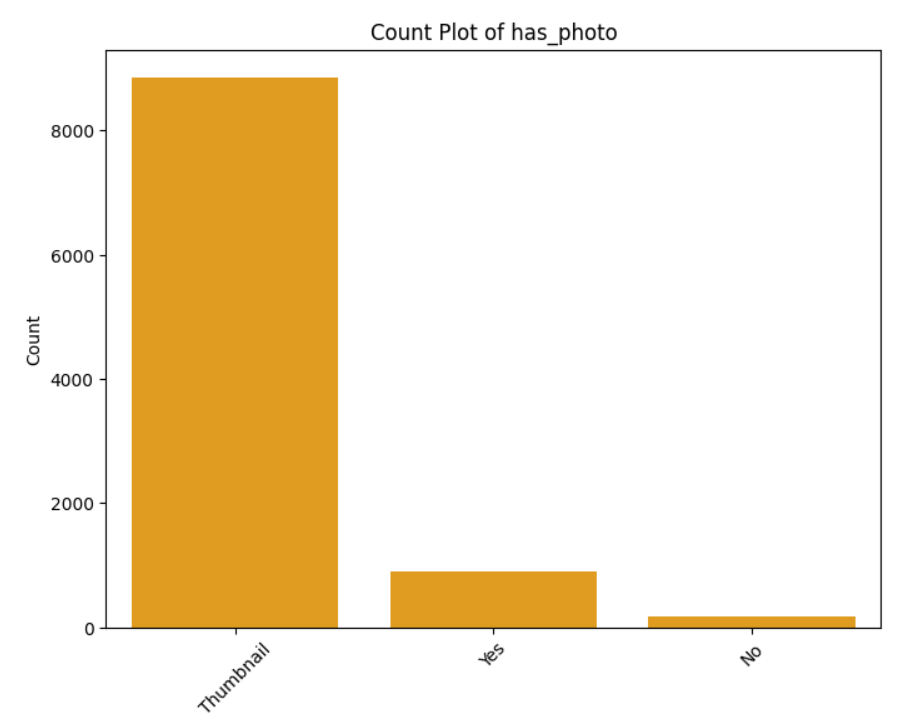 Count Plot of has_photo
Count
8000
6000
4000
2000
0
Thumbnail
Yes
No